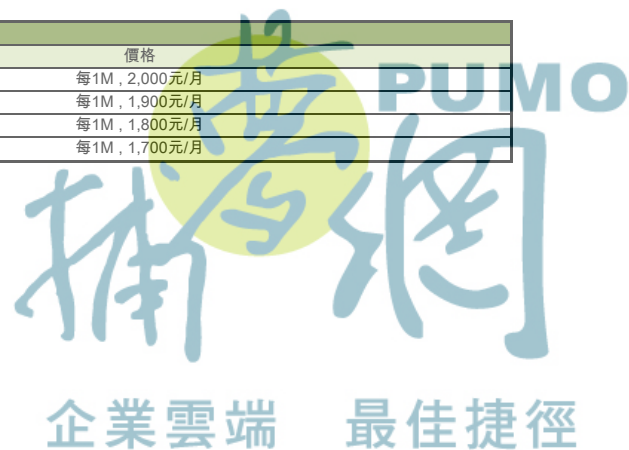 價格
每1M , 2,000元/月
每1M , 1,900元/月
每1M , 1,800元/月
每1M , 1,700元/月
PUMO
捕夢網
企業雲端 最佳捷徑